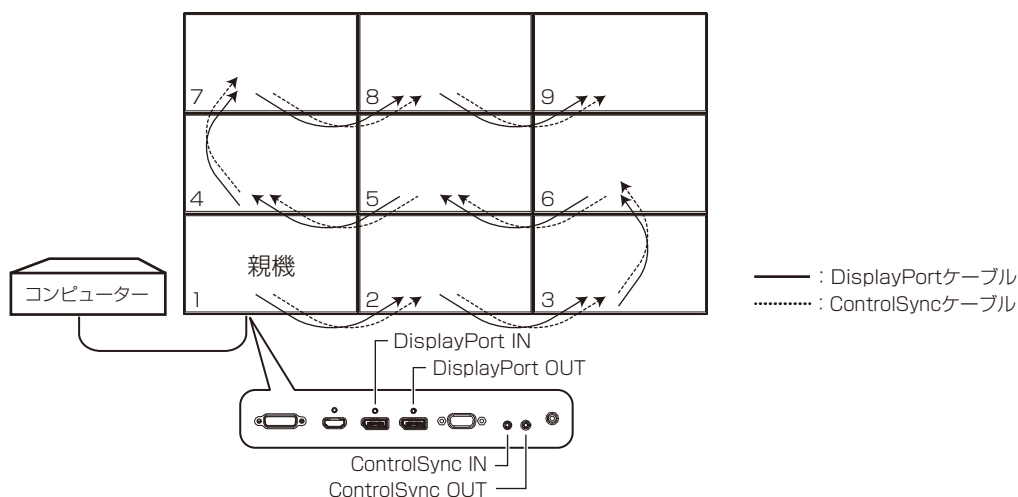 7
8
9
4
5
6
親機
1
2
3
コンピューター
:DisplayPortケーブル
:ControlSyncケーブル
DisplayPort IN
DisplayPort OUT
ControlSync IN
ControlSync OUT